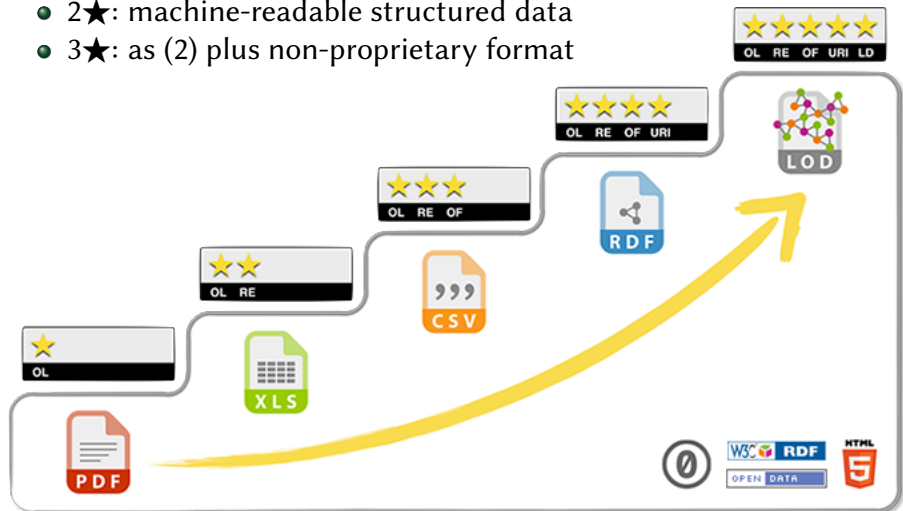 2★: machine-readable structured data
3★: as (2) plus non-proprietary format
OL RE OF URI LD
LOD
OL RE OF URI
RDF
OL RE OF
CSV
OL RE
XLS
OL
PDF
W3C RDF
OPEN DATA
HTML
5
0